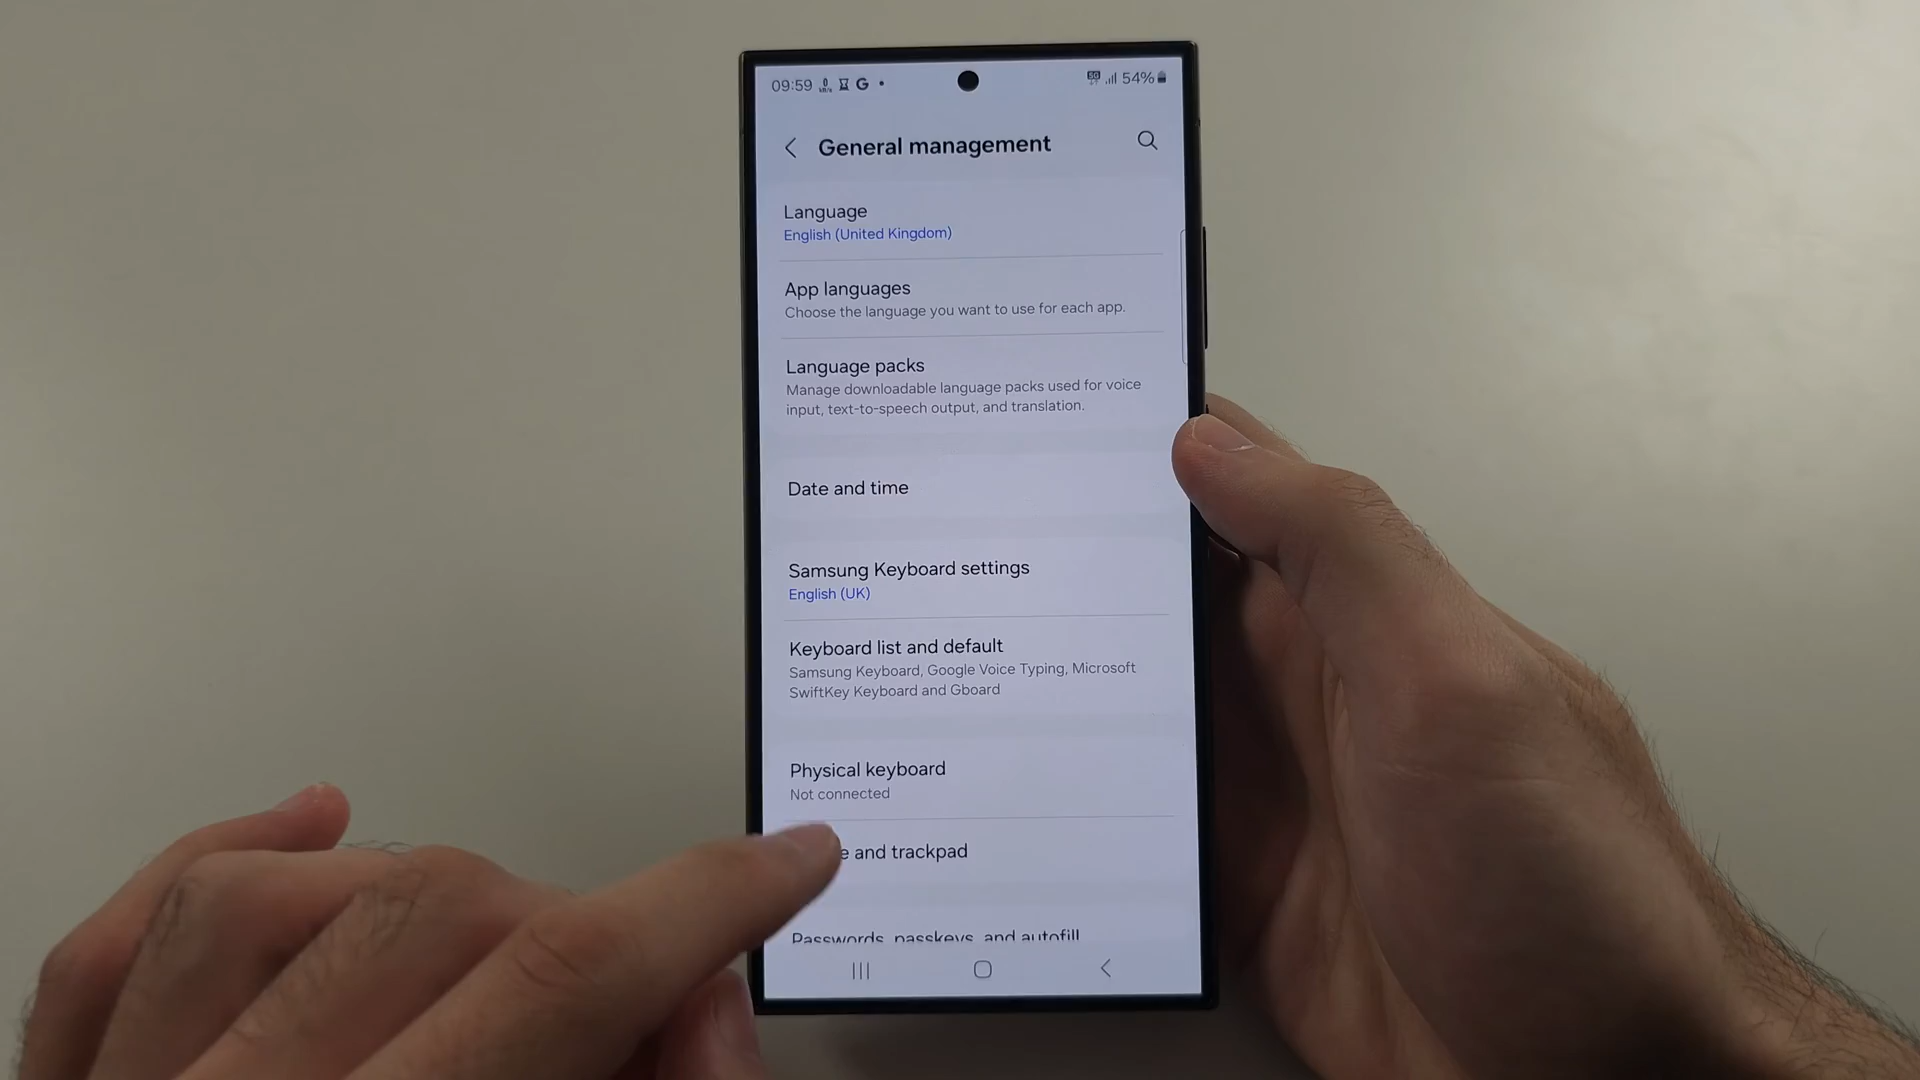 09:59 G 5G 54%
General management
Language
English (United Kingdom)
App languages
Choose the language you want to use for each app.
Language packs
Manage downloadable language packs used for voice
input, text-to-speech output, and translation.
Date and time
Samsung Keyboard settings
English (UK)
Keyboard list and default
Samsung Keyboard, Google Voice Typing, Microsoft
SwiftKey Keyboard and Gboard
Physical keyboard
Not connected
and trackpad
Passwords, passkeys, and autofill